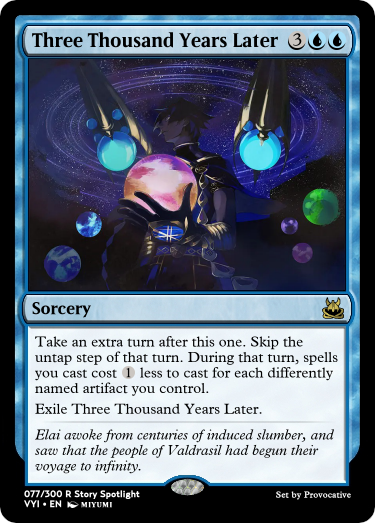 Three Thousand Years Later 3
Sorcery
Take an extra turn after this one. Skip the
untap step of that turn. During that turn, spells
you cast cost 1 less to cast for each differently
named artifact you control.
Exile Three Thousand Years Later.
Elai awoke from centuries of induced slumber, and
saw that the people of Valdrasil had begun their
voyage to infinity.
077/300 R Story Spotlight
VYI • EN MIYUMI
Set by Provocative